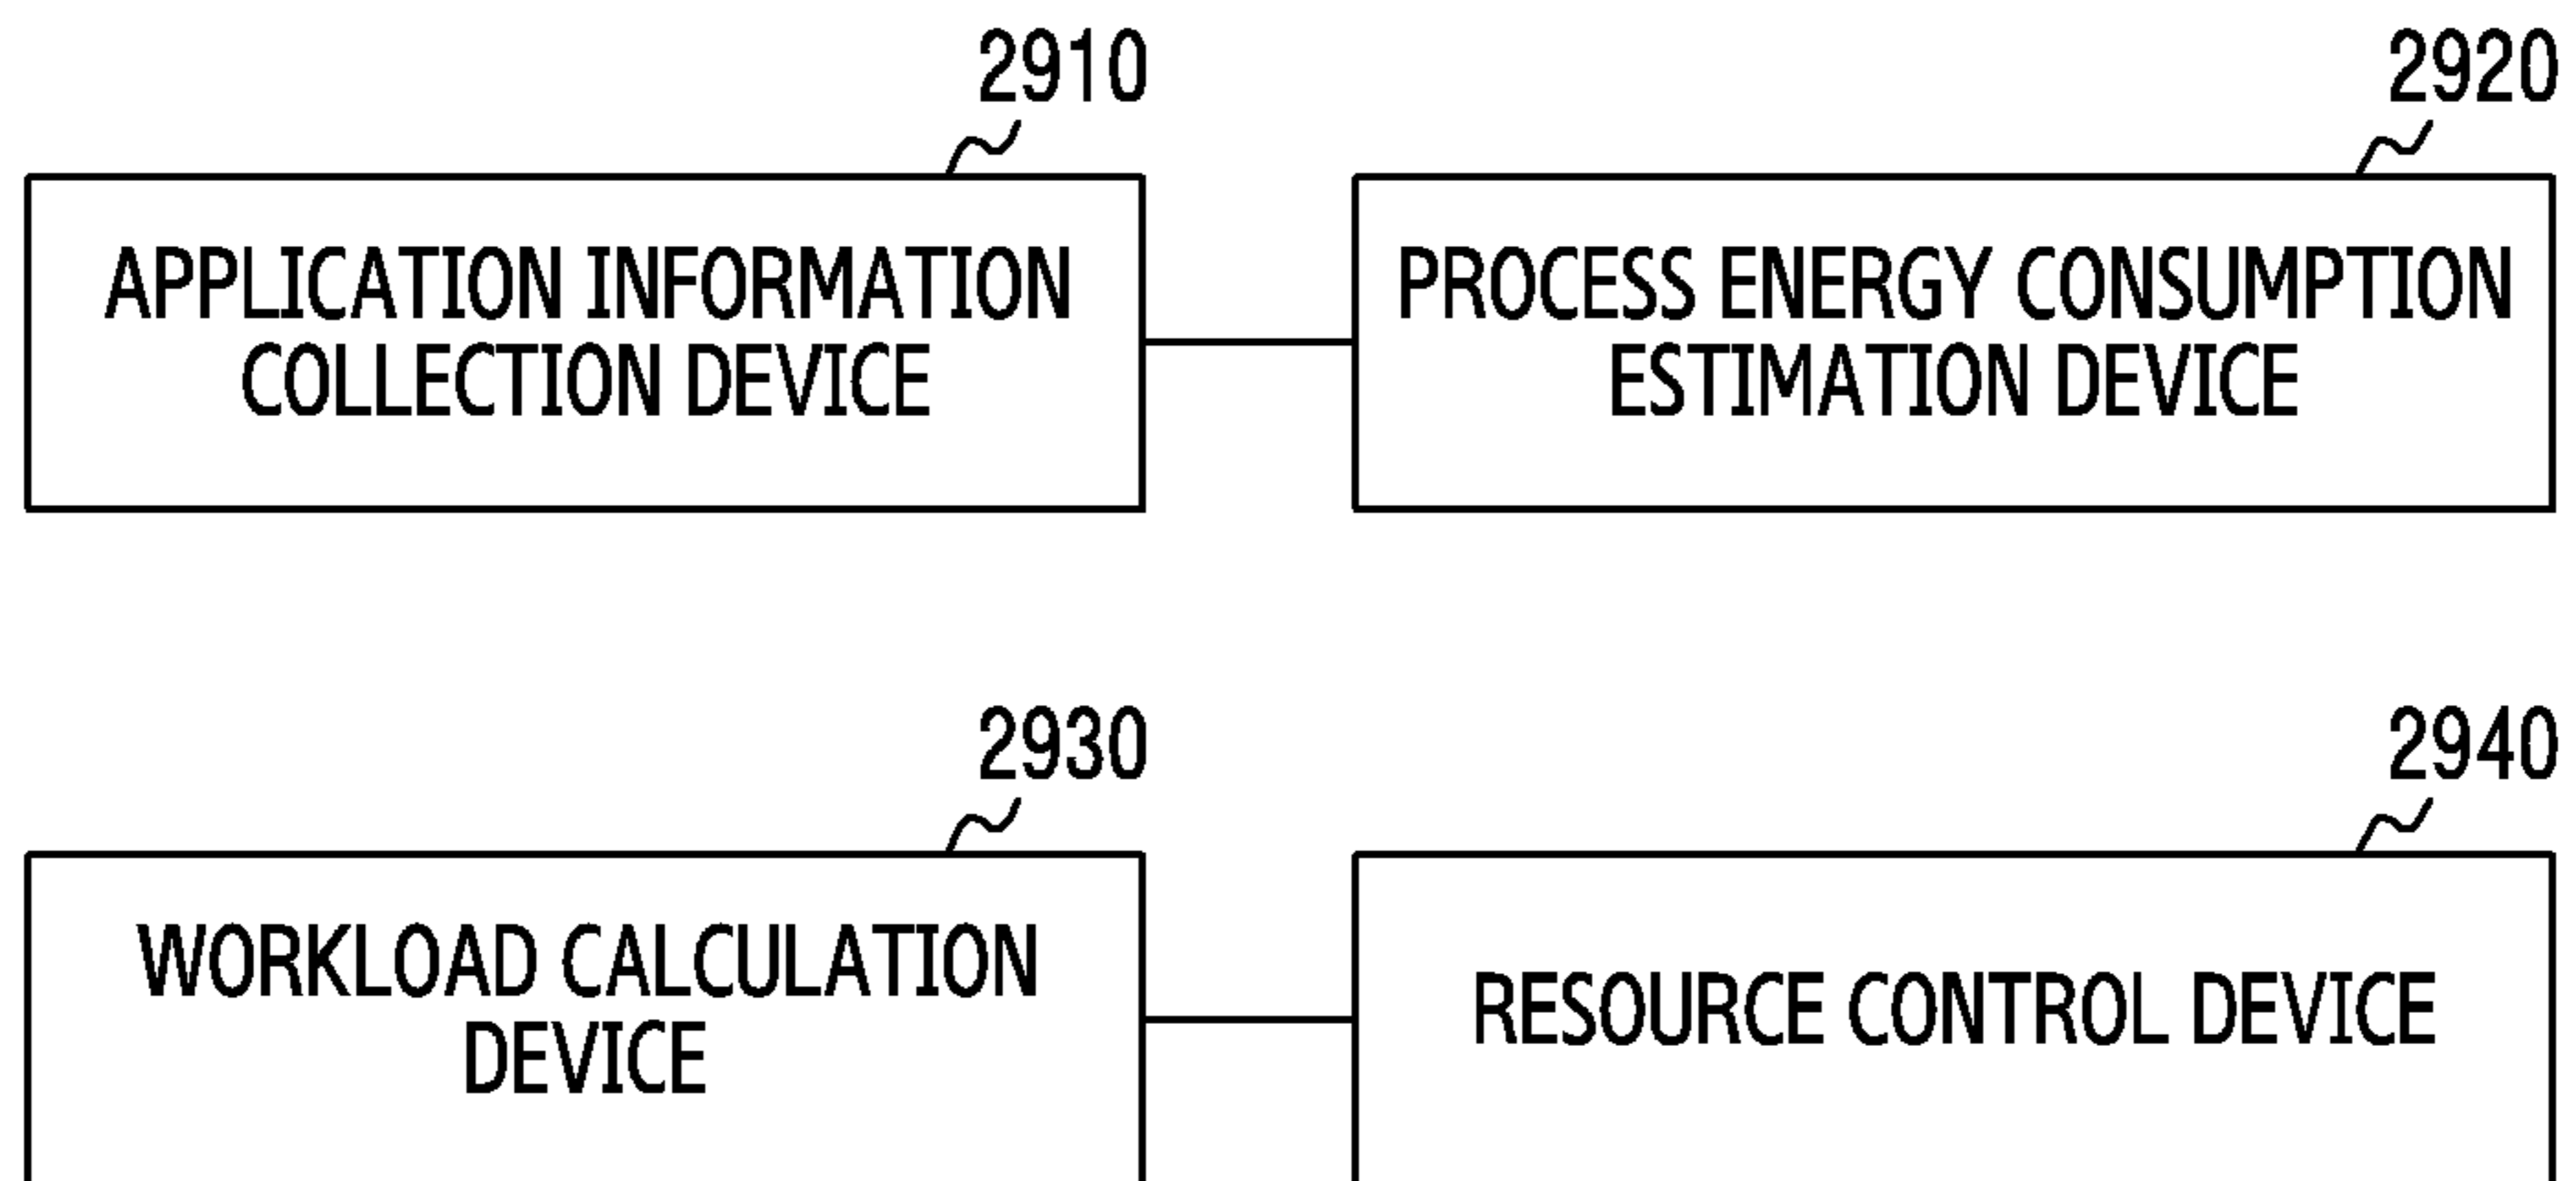 2910
2920
APPLICATION INFORMATION
COLLECTION DEVICE
PROCESS ENERGY CONSUMPTION
ESTIMATION DEVICE
2930
2940
WORKLOAD CALCULATION
DEVICE
RESOURCE CONTROL DEVICE